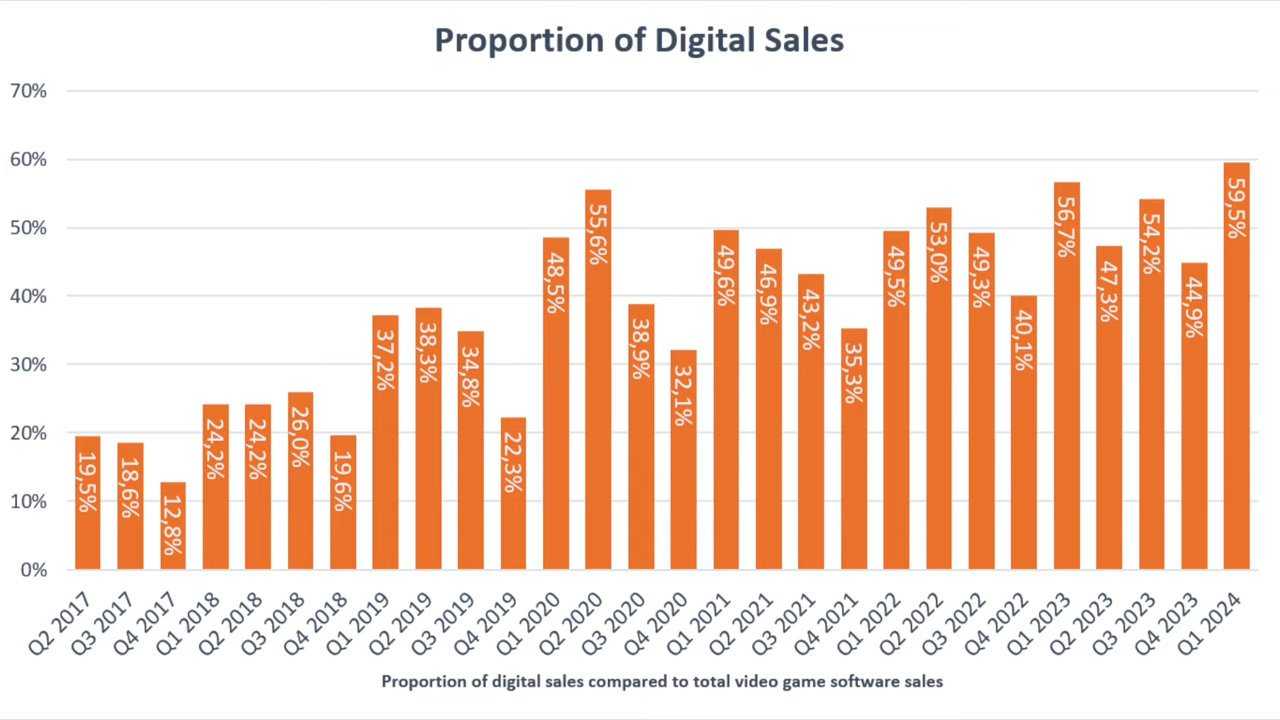 Proportion of Digital Sales
70%
60%
50%
40%
30%
20%
10%
0%
19,5%
18,6%
12,8%
24,2%
24,2%
26,0%
19,6%
37,2%
38,3%
34,8%
22,3%
48,5%
55,6%
38,9%
32,1%
49,6%
46,9%
43,2%
35,3%
49,5%
53,0%
49,3%
40,1%
56,7%
47,3%
54,2%
44,9%
59,5%
Q2 2017
Q3 2017
Q4 2017
Q1 2018
Q2 2018
Q3 2018
Q4 2018
Q1 2019
Q2 2019
Q3 2019
Q4 2019
Q1 2020
Q2 2020
Q3 2020
Q4 2020
Q1 2021
Q2 2021
Q3 2021
Q4 2021
Q1 2022
Q2 2022
Q3 2022
Q4 2022
Q1 2023
Q2 2023
Q3 2023
Q4 2023
Q1 2024
Proportion of digital sales compared to total video game software sales